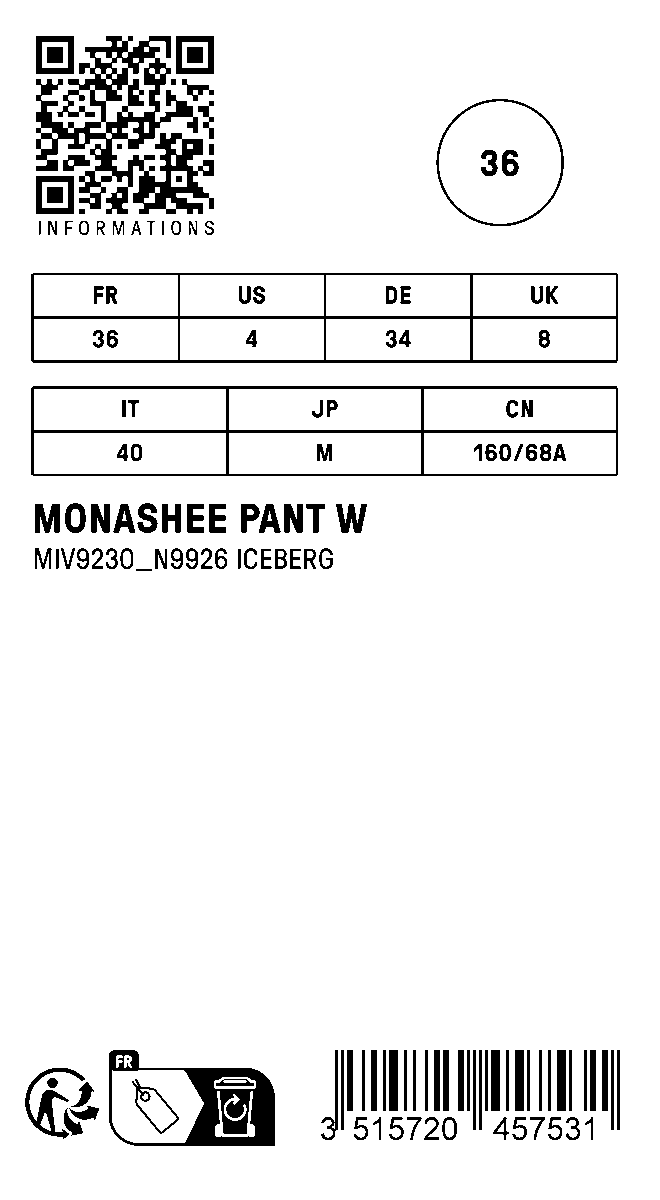 36
INFORMATIONS
FR US DE UK
36 4 34 8
IT JP CN
40 M 160/68A
MONASHEE PANT W
MIV9230_N9926 ICEBERG
FR
3 515720 457531